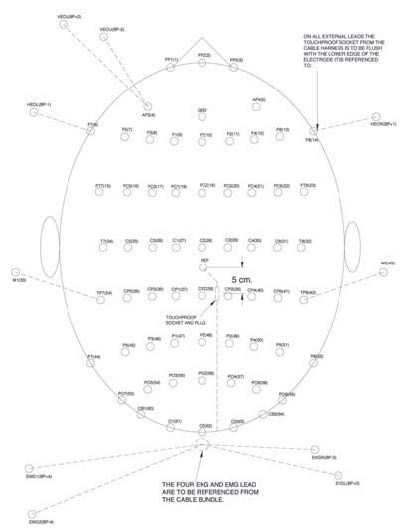 VEOU(BP+2)
VEOL(BP-2)
FP1(1)
FPZ(2)
FP2(3)
ON ALL EXTERNAL LEADS THE
TOUCHPROOFSOCKET FROM THE
CABLE HARNESS IS TO BE FLUSH
WITH THE LOWER EDGE OF THE
ELECTRODE ITIS REFERENCED
TO.
HEOL(BP-1)
AF3(4)
GND
AF4(5)
HEOR(BP+1)
F7(6)
F5(7)
F3(8)
F1(9)
FZ(10)
F2(11)
F4(12)
F6(13)
F8(14)
FT7(15)
FC5(16)
FC3(17)
FC1(18)
FCZ(19)
FC2(20)
FC4(21)
FC6(22)
FT8(23)
T7(24)
C5(25)
C3(26)
C1(27)
CZ(28)
C2(29)
C4(30)
C6(31)
T8(32)
REF
M1(33)
5 cm.
TP7(34)
CP5(35)
CP3(36)
CP1(37)
CPZ(38)
CP2(39)
CP4(40)
CP6(41)
TP8(42)
TOUCHPROOF
SOCKET AND PLUG.
P7(44)
P5(45)
P3(46)
P1(47)
PZ(48)
P2(49)
P4(50)
P6(51)
P8(52)
PO7(53)
PO5(54)
PO3(55)
POZ(56)
PO4(57)
PO6(58)
PO8(59)
CB1(60)
O1(61)
OZ(62)
O2(63)
CB2(64)
EMG1(BP+4)
EKGR(BP-3)
EKGL(BP+3)
EMG2(BP-4)
THE FOUR EKG AND EMG LEAD
ARE TO BE REFERENCED FROM
THE CABLE BUNDLE.